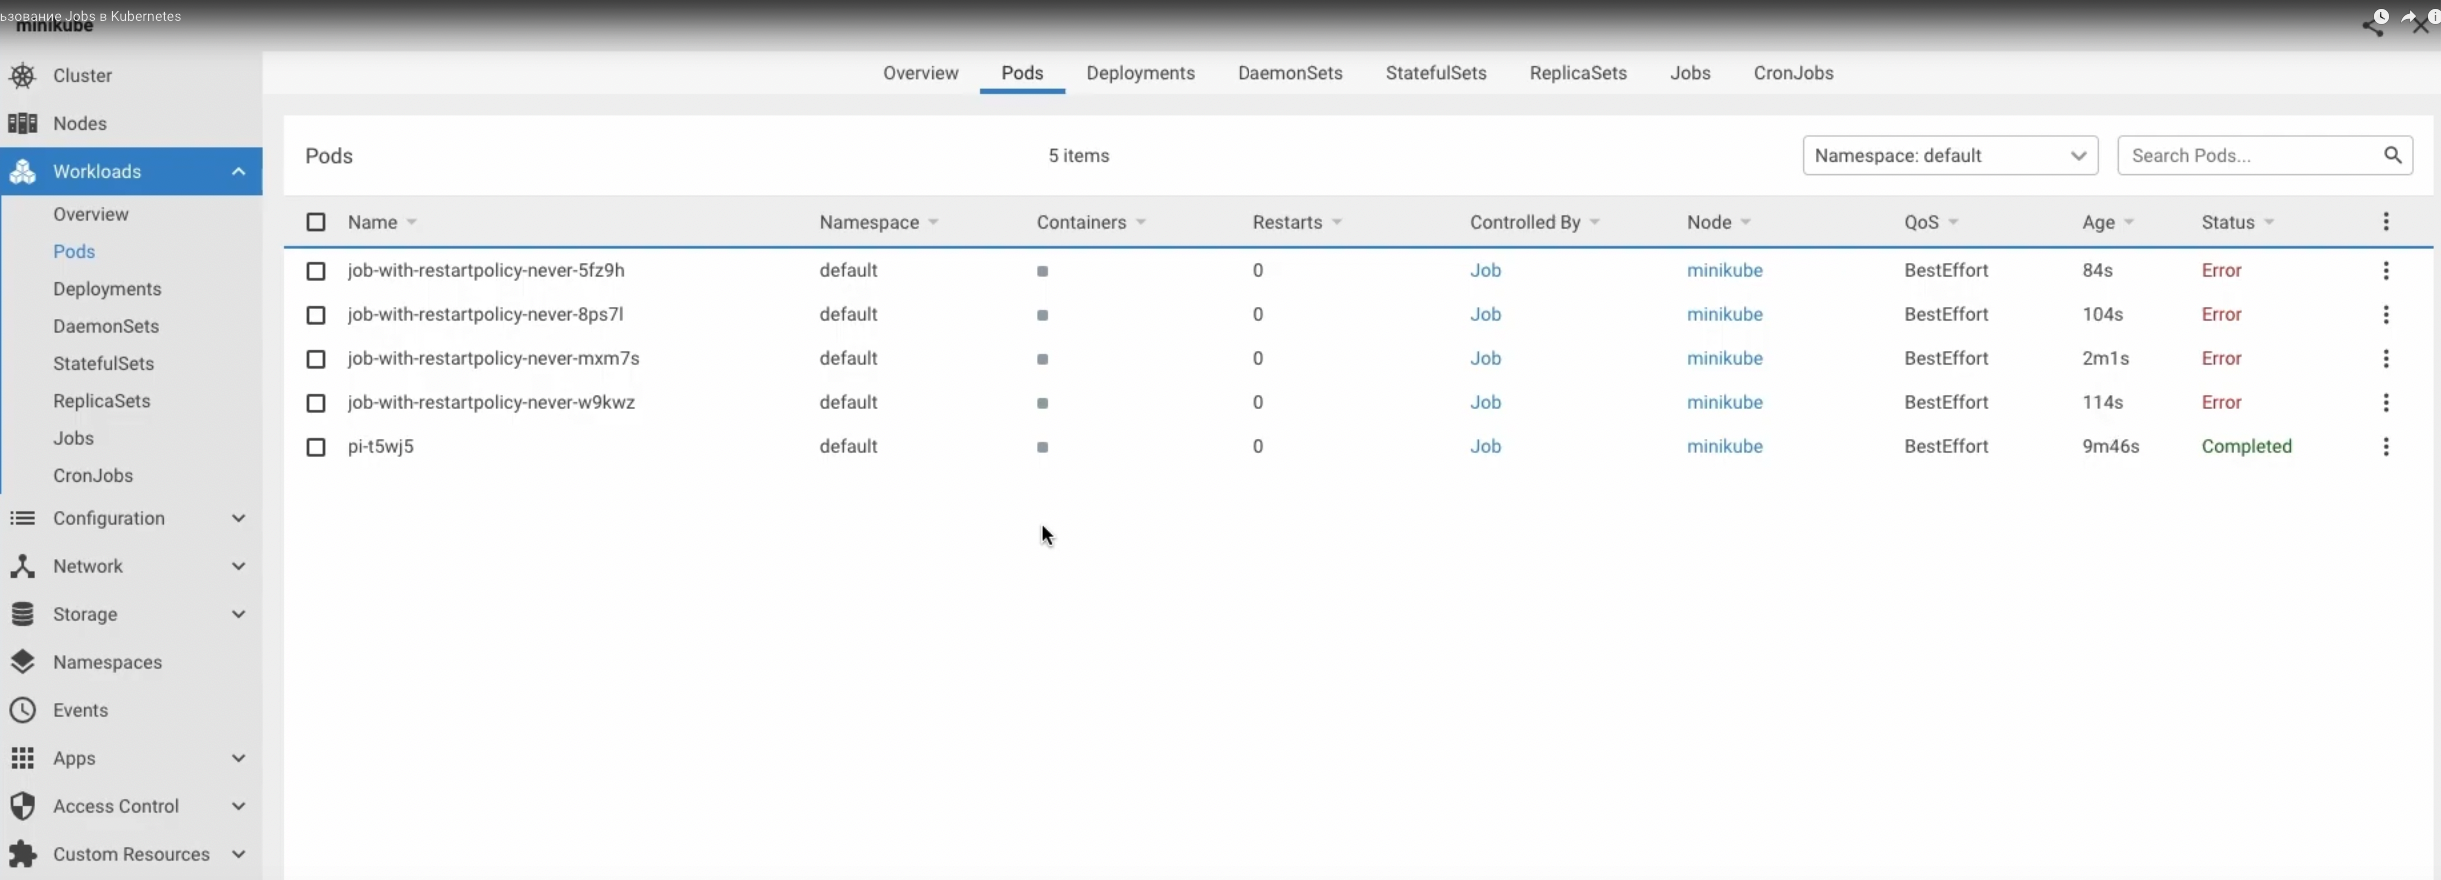 ьзование Jobs в Kubernetes
minikube
Cluster
Nodes
Workloads
Overview
Pods
Deployments
DaemonSets
StatefulSets
ReplicaSets
Jobs
CronJobs
Configuration
Network
Storage
Namespaces
Events
Apps
Access Control
Custom Resources
Overview Pods Deployments DaemonSets StatefulSets ReplicaSets Jobs CronJobs
Pods 5 items Namespace: default Search Pods...
Name Namespace Containers Restarts Controlled By Node QoS Age Status
job-with-restartpolicy-never-5fz9h default 0 Job minikube BestEffort 84s Error
job-with-restartpolicy-never-8ps7l default 0 Job minikube BestEffort 104s Error
job-with-restartpolicy-never-mxm7s default 0 Job minikube BestEffort 2m1s Error
job-with-restartpolicy-never-w9kwz default 0 Job minikube BestEffort 114s Error
pi-t5wj5 default 0 Job minikube BestEffort 9m46s Completed